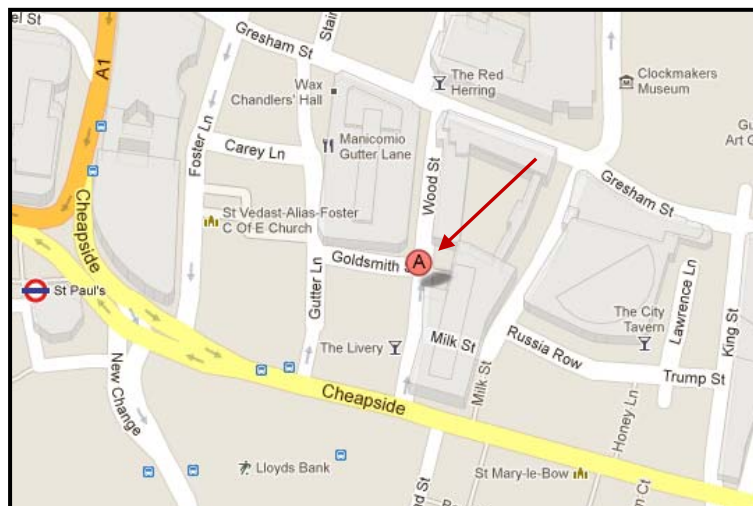 el St
A1
Gresham St
Wax
Chandlers' Hall
The Red
Herring
Clockmakers
Museum
Art
Foster Ln
Carey Ln
Manicomio
Gutter Lane
Wood St
Gresham St
Cheapside
St Vedast-Alias-Foster
C Of E Church
Goldsmith
A
St Paul's
Gutter Ln
The Livery
Milk St
Milk St
Russia Row
The City
Tavern
Lawrence Ln
King St
Trump St
New Change
Cheapside
Honey Ln
Lloyds Bank
St Mary-le-Bow